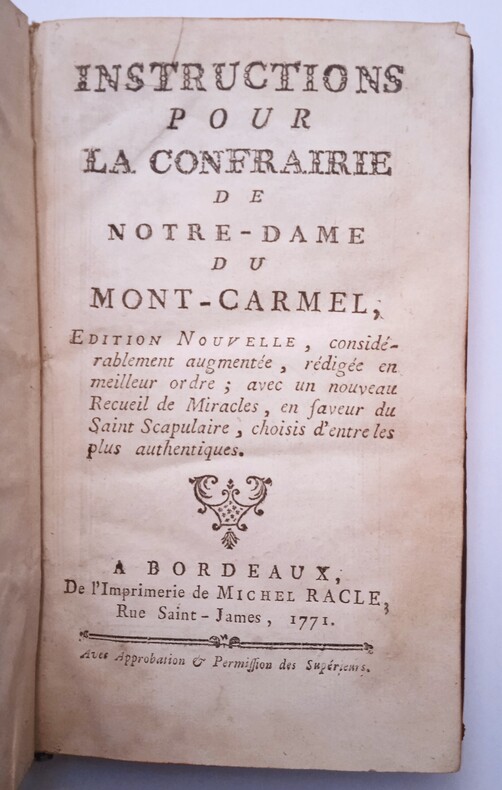 INSTRUCTIONS
POUR
LA CONFRAIRIE
DE
NOTRE-DAME
DU
MONT-CARMEL,
EDITION NOUVELLE, considé-
rablement augmentée, rédigée en
meilleur ordre; avec un nouveau
Recueil de Miracles, en faveur du
Saint Scapulaire, choisis d'entre les
plus authentiques.
A BORDEAUX,
De l'Imprimerie de MICHEL RACLE,
Rue Saint-James, 1771.
Avec Approbation & Permiſſion des Supérieurs.